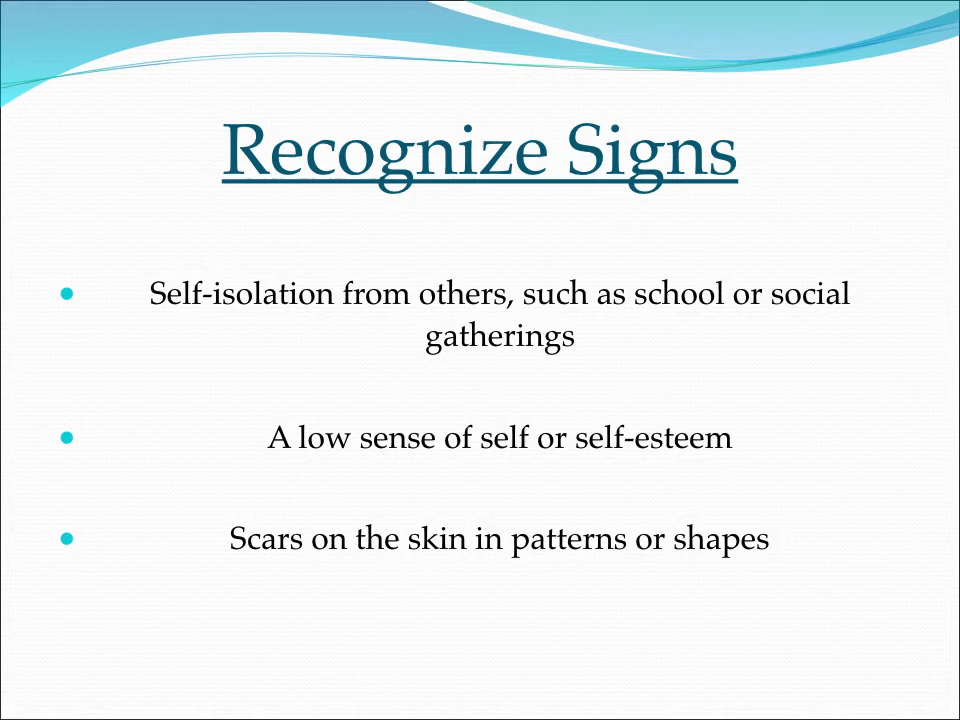 Recognize Signs
Self-isolation from others, such as school or social
gatherings
A low sense of self or self-esteem
Scars on the skin in patterns or shapes